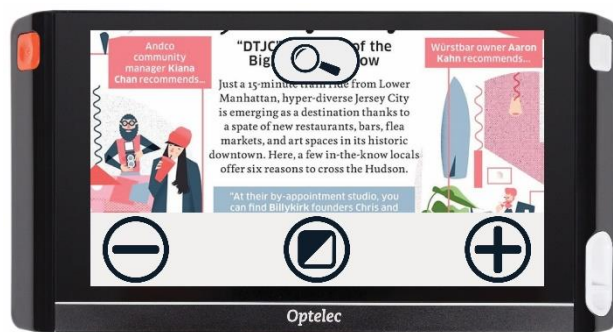 Andco
community
manager Kiana
Chan recommends...
"DTJC" of the
Big
Just a 15-minute train ride from Lower
Manhattan, hyper-diverse Jersey City
is emerging as a destination thanks to
a spate of new restaurants, bars, flea
markets, and art spaces in its historic
downtown. Here, a few in-the-know locals
offer six reasons to cross the Hudson.
"At their by-appointment studio, you
can find Billykirk founders Chris and
Würstbar owner Aaron
Kahn recommends...
Optelec